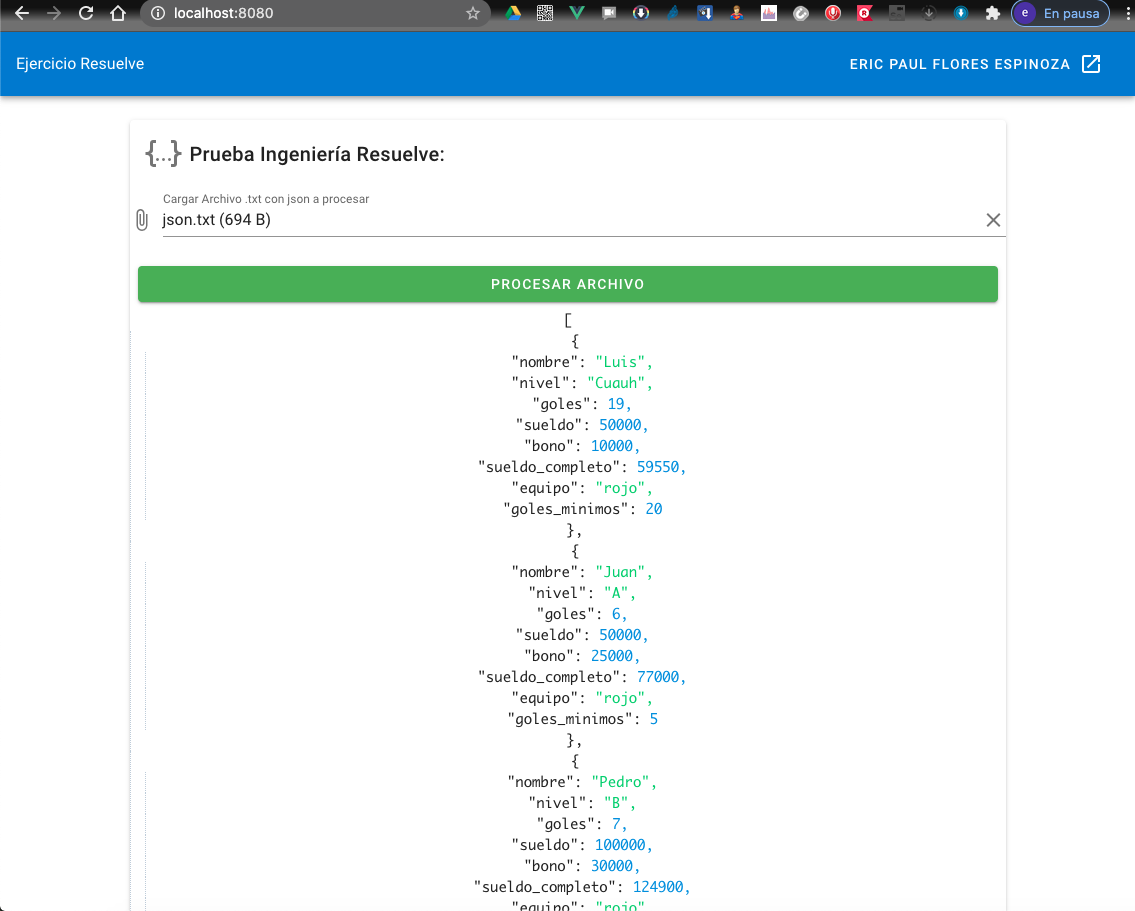 localhost:8080
e En pausa
Ejercicio Resuelve
ERIC PAUL FLORES ESPINOZA
{...} Prueba Ingeniería Resuelve:
Cargar Archivo .txt con json a procesar
json.txt (694 B)
PROCESAR ARCHIVO
[
{
"nombre": "Luis",
"nivel": "Cuauh",
"goles": 19,
"sueldo": 50000,
"bono": 10000,
"sueldo_completo": 59550,
"equipo": "rojo",
"goles_minimos": 20
},
{
"nombre": "Juan",
"nivel": "A",
"goles": 6,
"sueldo": 50000,
"bono": 25000,
"sueldo_completo": 77000,
"equipo": "rojo",
"goles_minimos": 5
},
{
"nombre": "Pedro",
"nivel": "B",
"goles": 7,
"sueldo": 100000,
"bono": 30000,
"sueldo_completo": 124900,
"equipo": "rojo"